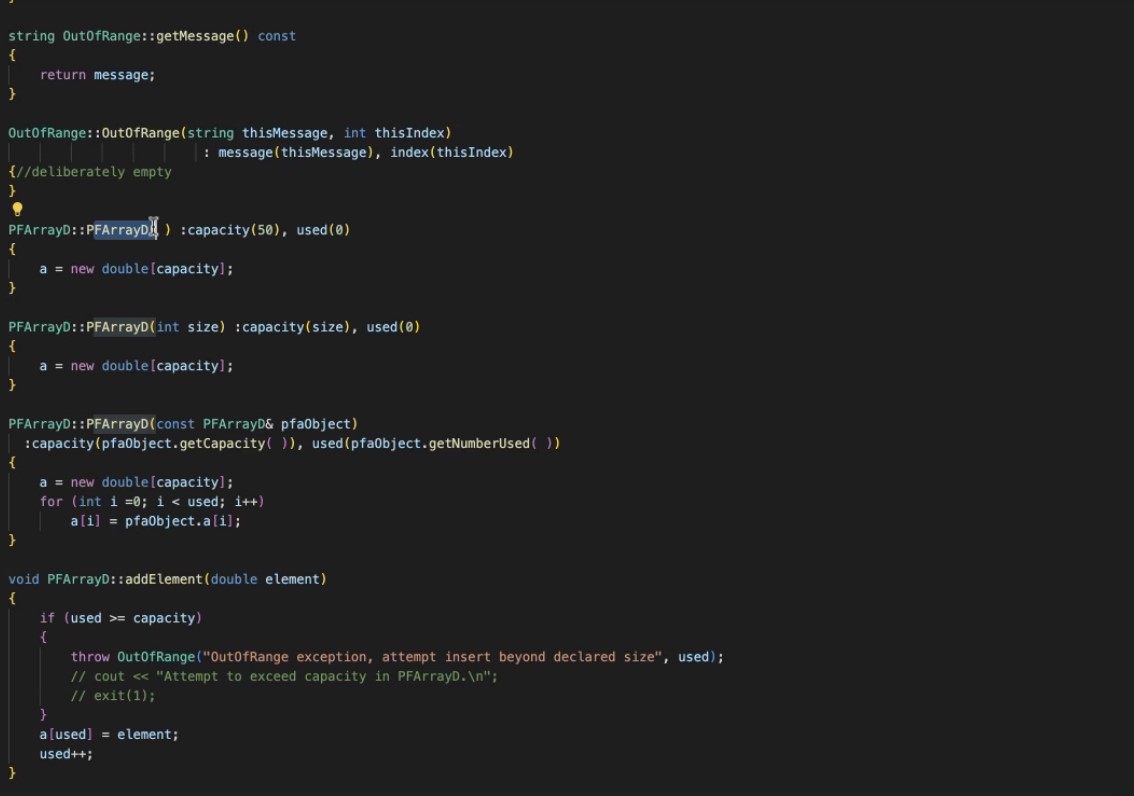 }
string OutOfRange::getMessage() const
{
    return message;
}
OutOfRange::OutOfRange(string thisMessage, int thisIndex)
                         : message(thisMessage), index(thisIndex)
{//deliberately empty
}
PFArrayD::PFArrayD( ) :capacity(50), used(0)
{
    a = new double[capacity];
}
PFArrayD::PFArrayD(int size) :capacity(size), used(0)
{
    a = new double[capacity];
}
PFArrayD::PFArrayD(const PFArrayD& pfaObject)
  :capacity(pfaObject.getCapacity( )), used(pfaObject.getNumberUsed( ))
{
    a = new double[capacity];
    for (int i =0; i < used; i++)
        a[i] = pfaObject.a[i];
}
void PFArrayD::addElement(double element)
{
    if (used >= capacity)
    {
        throw OutOfRange("OutOfRange exception, attempt insert beyond declared size", used);
        // cout << "Attempt to exceed capacity in PFArrayD.\n";
        // exit(1);
    }
    a[used] = element;
    used++;
}